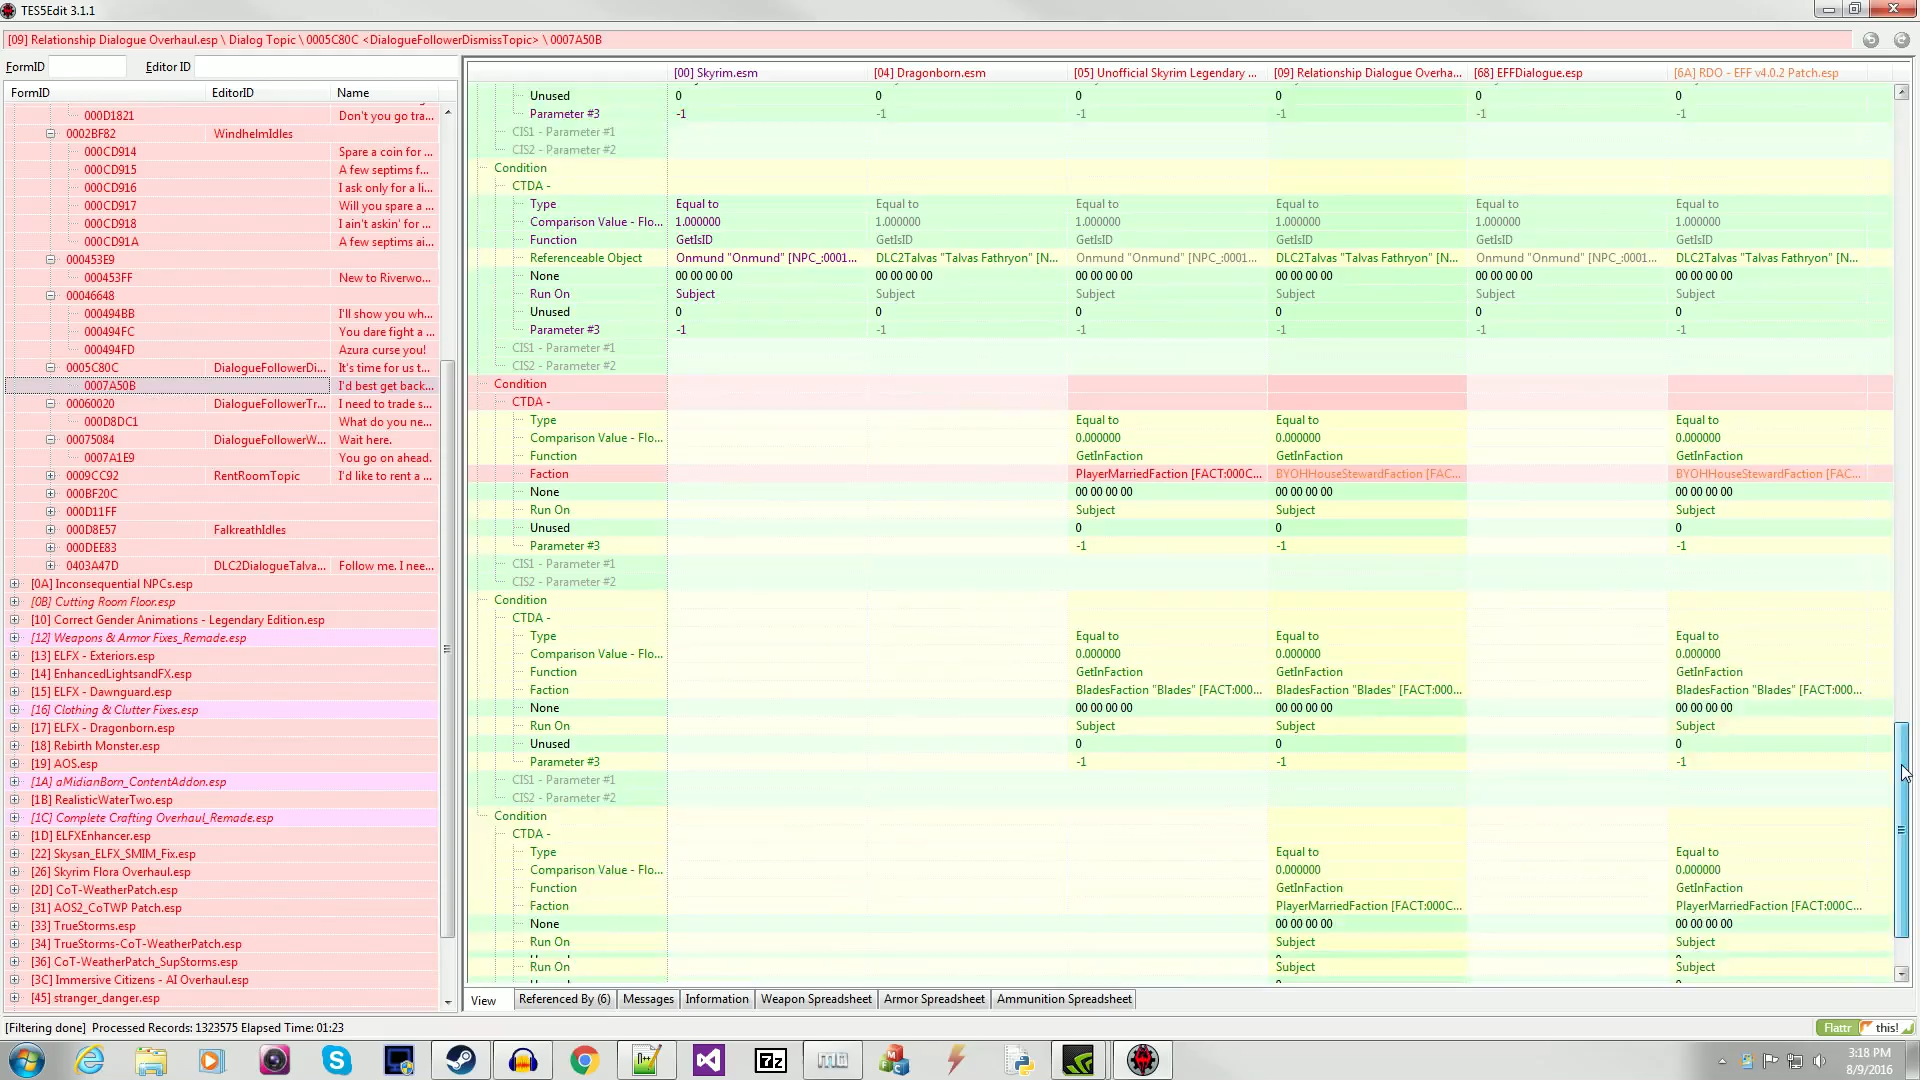 TES5Edit 3.1.1
[09] Relationship Dialogue Overhaul.esp \ Dialog Topic \ 0005C80C <DialogueFollowerDismissTopic> \ 0007A50B
FormID Editor ID
FormID EditorID Name
000D1821 Don't you go tra...
0002BF82 WindhelmIdles
000CD914 Spare a coin for ...
000CD915 A few septims f...
000CD916 I ask only for a li...
000CD917 Will you spare a ...
000CD918 I ain't askin' for ...
000CD91A A few septims ai...
000453E9
000453FF New to Riverwo...
00046648
000494BB I'll show you wh...
000494FC You dare fight a ...
000494FD Azura curse you!
0005C80C DialogueFollowerDi... It's time for us t...
0007A50B I'd best get back...
00060020 DialogueFollowerTr... I need to trade s...
000D8DC1 What do you ne...
00075084 DialogueFollowerW... Wait here.
0007A1E9 You go on ahead.
0009CC92 RentRoomTopic I'd like to rent a ...
000BF20C
000D11FF
000D8E57 FalkreathIdles
000DEE83
0403A47D DLC2DialogueTalva... Follow me. I nee...
[0A] Inconsequential NPCs.esp
[0B] Cutting Room Floor.esp
[10] Correct Gender Animations - Legendary Edition.esp
[12] Weapons & Armor Fixes_Remade.esp
[13] ELFX - Exteriors.esp
[14] EnhancedLightsandFX.esp
[15] ELFX - Dawnguard.esp
[16] Clothing & Clutter Fixes.esp
[17] ELFX - Dragonborn.esp
[18] Rebirth Monster.esp
[19] AOS.esp
[1A] aMidianBorn_ContentAddon.esp
[1B] RealisticWaterTwo.esp
[1C] Complete Crafting Overhaul_Remade.esp
[1D] ELFXEnhancer.esp
[22] Skysan_ELFX_SMIM_Fix.esp
[26] Skyrim Flora Overhaul.esp
[2D] CoT-WeatherPatch.esp
[31] AOS2_CoTWP Patch.esp
[33] TrueStorms.esp
[34] TrueStorms-CoT-WeatherPatch.esp
[36] CoT-WeatherPatch_SupStorms.esp
[3C] Immersive Citizens - AI Overhaul.esp
[45] stranger_danger.esp
[00] Skyrim.esm [04] Dragonborn.esm [05] Unofficial Skyrim Legendary ... [09] Relationship Dialogue Overha... [68] EFFDialogue.esp [6A] RDO - EFF v4.0.2 Patch.esp
Unused 0 0 0 0 0 0
Parameter #3 -1 -1 -1 -1 -1 -1
CIS1 - Parameter #1
CIS2 - Parameter #2
Condition
CTDA -
Type Equal to Equal to Equal to Equal to Equal to Equal to
Comparison Value - Flo... 1.000000 1.000000 1.000000 1.000000 1.000000 1.000000
Function GetIsID GetIsID GetIsID GetIsID GetIsID GetIsID
Referenceable Object Onmund "Onmund" [NPC_:0001... DLC2Talvas "Talvas Fathryon" [N... Onmund "Onmund" [NPC_:0001... DLC2Talvas "Talvas Fathryon" [N... Onmund "Onmund" [NPC_:0001... DLC2Talvas "Talvas Fathryon" [N...
None 00 00 00 00 00 00 00 00 00 00 00 00 00 00 00 00 00 00 00 00 00 00 00 00
Run On Subject Subject Subject Subject Subject Subject
Unused 0 0 0 0 0 0
Parameter #3 -1 -1 -1 -1 -1 -1
CIS1 - Parameter #1
CIS2 - Parameter #2
Condition
CTDA -
Type Equal to Equal to Equal to
Comparison Value - Flo... 0.000000 0.000000 0.000000
Function GetInFaction GetInFaction GetInFaction
Faction PlayerMarriedFaction [FACT:000C... BYOHHouseStewardFaction [FAC... BYOHHouseStewardFaction [FAC...
None 00 00 00 00 00 00 00 00 00 00 00 00
Run On Subject Subject Subject
Unused 0 0 0
Parameter #3 -1 -1 -1
CIS1 - Parameter #1
CIS2 - Parameter #2
Condition
CTDA -
Type Equal to Equal to Equal to
Comparison Value - Flo... 0.000000 0.000000 0.000000
Function GetInFaction GetInFaction GetInFaction
Faction BladesFaction "Blades" [FACT:000... BladesFaction "Blades" [FACT:000... BladesFaction "Blades" [FACT:000...
None 00 00 00 00 00 00 00 00 00 00 00 00
Run On Subject Subject Subject
Unused 0 0 0
Parameter #3 -1 -1 -1
CIS1 - Parameter #1
CIS2 - Parameter #2
Condition
CTDA -
Type Equal to Equal to
Comparison Value - Flo... 0.000000 0.000000
Function GetInFaction GetInFaction
Faction PlayerMarriedFaction [FACT:000C... PlayerMarriedFaction [FACT:000C...
None 00 00 00 00 00 00 00 00
Run On Subject Subject
Run On Subject Subject
View Referenced By (6) Messages Information Weapon Spreadsheet Armor Spreadsheet Ammunition Spreadsheet
[Filtering done] Processed Records: 1323575 Elapsed Time: 01:23
Flattr this!
3:18 PM
8/9/2016